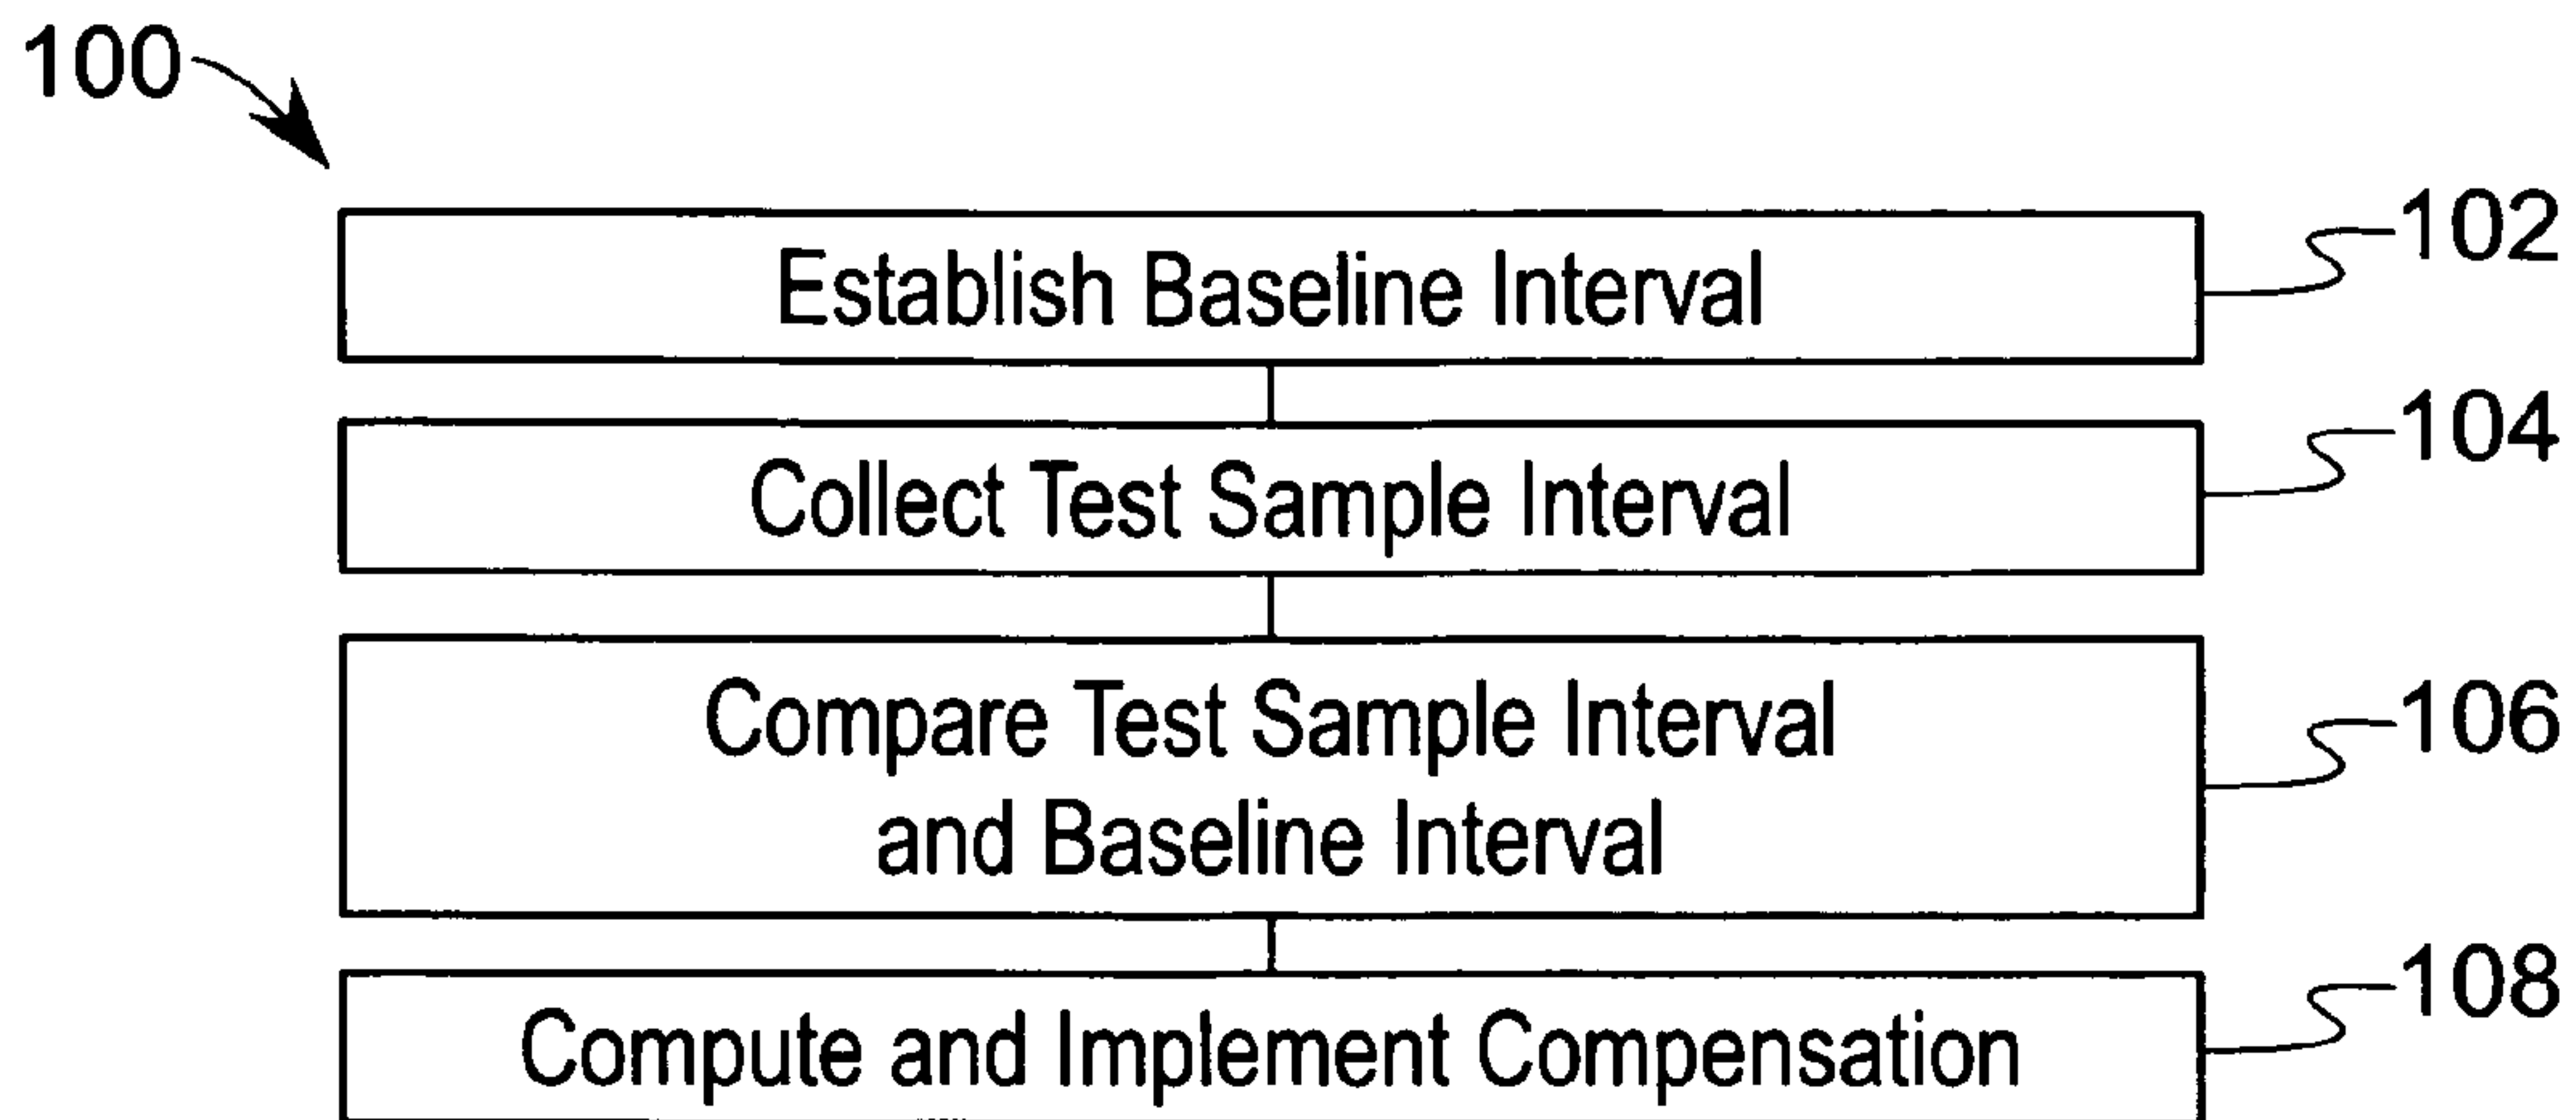 100
Establish Baseline Interval
102
Collect Test Sample Interval
104
Compare Test Sample Interval
and Baseline Interval
106
Compute and Implement Compensation
108